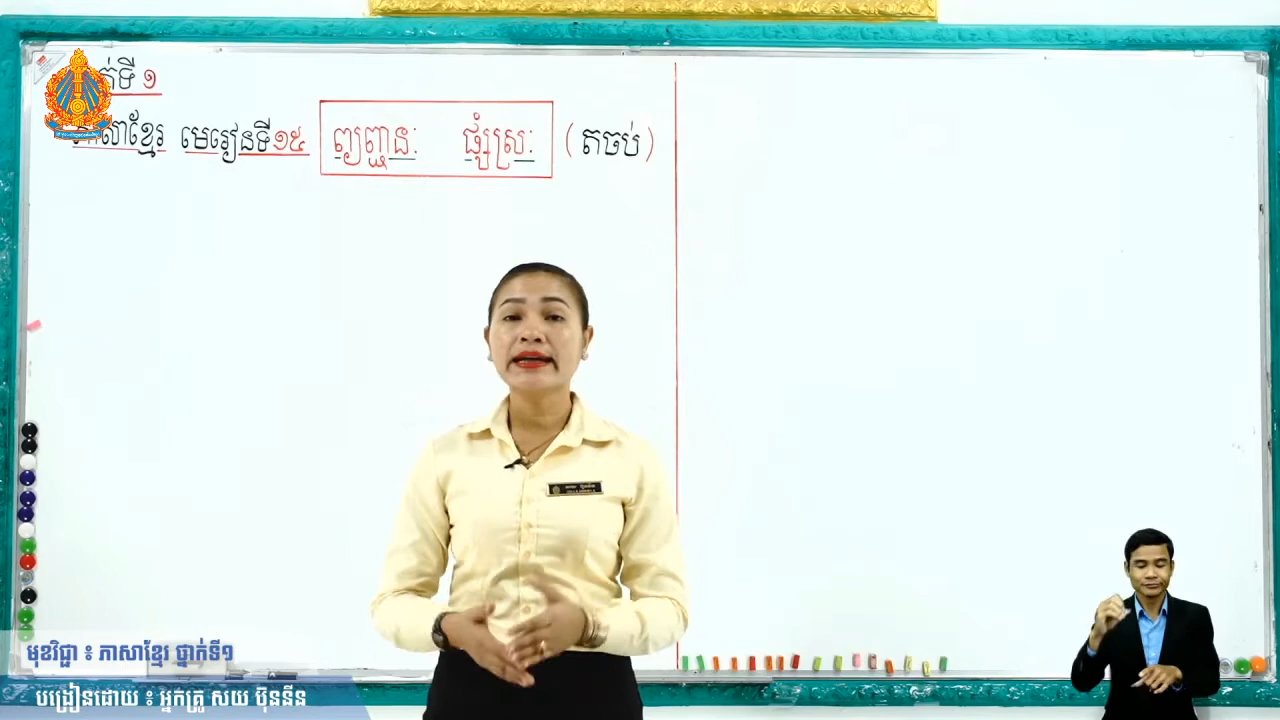 ថ្នាក់ទី ១
ភាសាខ្មែរ មេរៀនទី១៥ ព្យញ្ជនៈ ផ្សំស្រៈ (តចប់)
មុខវិជ្ជា ៖ ភាសាខ្មែរ ថ្នាក់ទី១
បង្រៀនដោយ ៖ អ្នកគ្រូ សយ ប៊ុននីន